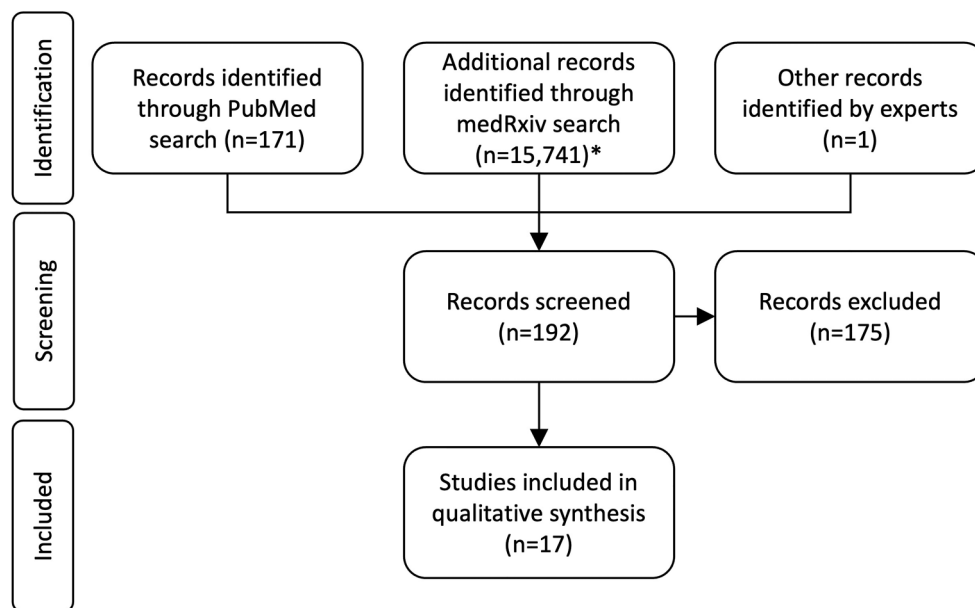 Identification
Records identified
through PubMed
search (n=171)
Additional records
identified through
medRxiv search
(n=15,741)*
Other records
identified by experts
(n=1)
Screening
Records screened
(n=192)
Records excluded
(n=175)
Included
Studies included in
qualitative synthesis
(n=17)